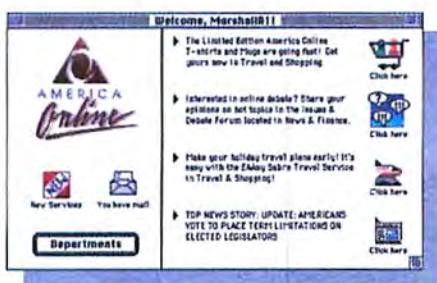 Welcome, MarshallR11
The Limited Edition America Online
T-shirts and Mugs are going fast! Get
yours now in Travel and Shopping.
Click here
AMERICA
Online
Interested in online debate? Share your
opinions on hot topics in the Issues &
Debate Forum located in News & Finance.
Click here
Make your holiday travel plans early! It's
easy with the EAAsy Sabre Travel Service
in Travel & Shopping!
Click here
NEW
New Services
You have mail
TOP NEWS STORY: UPDATE: AMERICANS
VOTE TO PLACE TERM LIMITATIONS ON
ELECTED LEGISLATORS
Click here
Departments